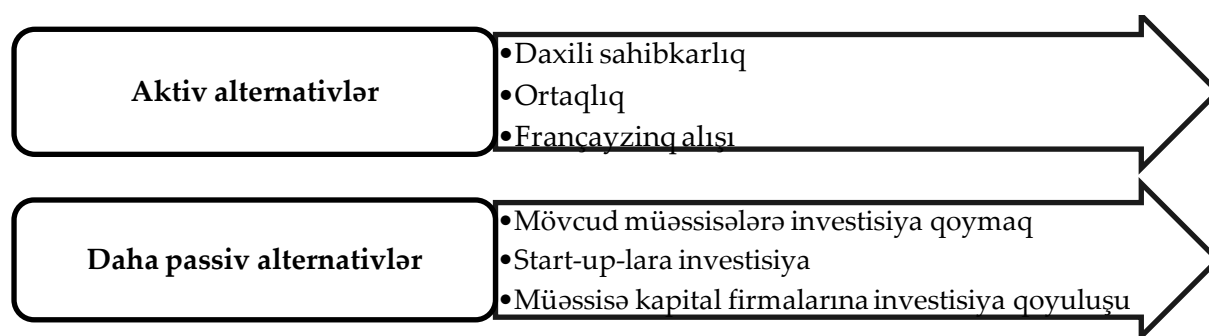 Aktiv alternativlər
•Daxili sahibkarlıq
•Ortaqlıq
•Françayzinq alışı
Daha passiv alternativlər
•Mövcud müəssisələrə investisiya qoymaq
•Start-up-lara investisiya
•Müəssisə kapital firmalarına investisiya qoyuluşu